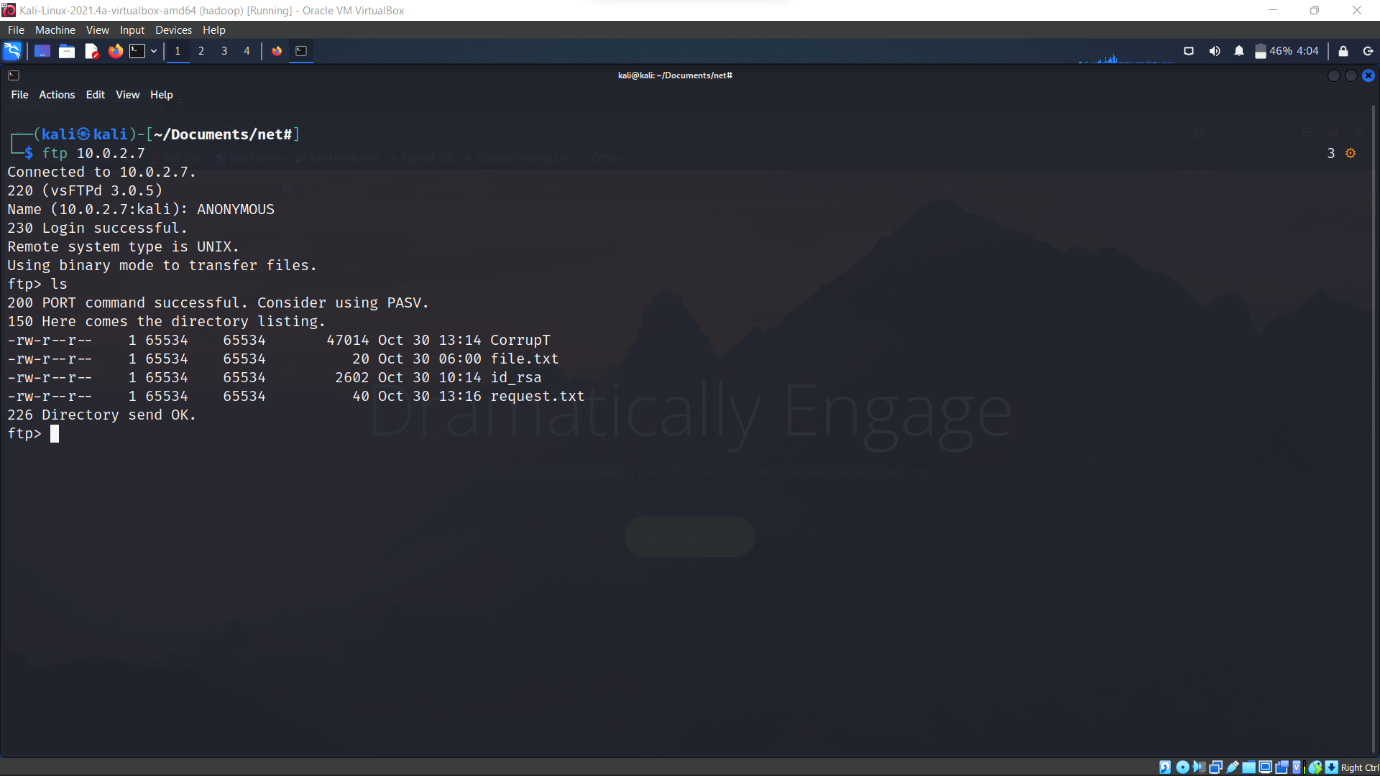 Kali-Linux-2021.4a-virtualbox-amd64 (hadoop) [Running] - Oracle VM VirtualBox
File Machine View Input Devices Help
1 2 3 4 46% 4:04
kali@kali: ~/Documents/net#
File Actions Edit View Help
┌──(kali㉿kali)-[~/Documents/net#]
└─$ ftp 10.0.2.7 3
Connected to 10.0.2.7.
220 (vsFTPd 3.0.5)
Name (10.0.2.7:kali): ANONYMOUS
230 Login successful.
Remote system type is UNIX.
Using binary mode to transfer files.
ftp> ls
200 PORT command successful. Consider using PASV.
150 Here comes the directory listing.
-rw-r--r-- 1 65534 65534 47014 Oct 30 13:14 CorrupT
-rw-r--r-- 1 65534 65534 20 Oct 30 06:00 file.txt
-rw-r--r-- 1 65534 65534 2602 Oct 30 10:14 id_rsa
-rw-r--r-- 1 65534 65534 40 Oct 30 13:16 request.txt
226 Directory send OK.
ftp>
Dramatically Engage
Right Ctrl